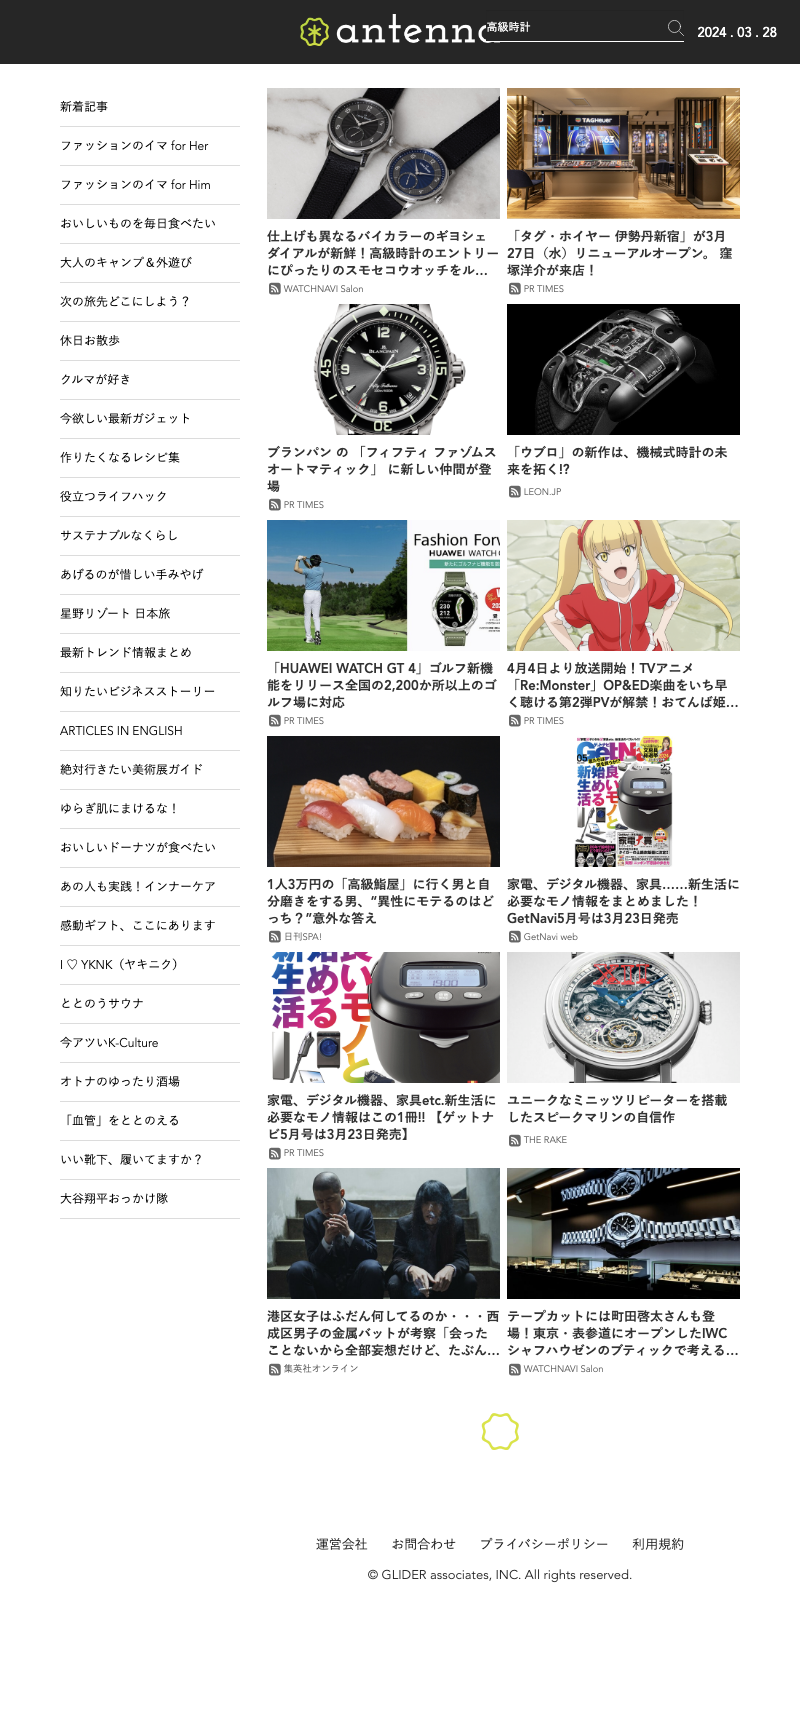 antenna
高級時計
2024 . 03 . 28
新着記事
ファッションのイマ for Her
ファッションのイマ for Him
おいしいものを毎日食べたい
大人のキャンプ＆外遊び
次の旅先どこにしよう？
休日お散歩
クルマが好き
今欲しい最新ガジェット
作りたくなるレシピ集
役立つライフハック
サステナブルなくらし
あげるのが惜しい手みやげ
星野リゾート 日本旅
最新トレンド情報まとめ
知りたいビジネスストーリー
ARTICLES IN ENGLISH
絶対行きたい美術展ガイド
ゆらぎ肌にまけるな！
おいしいドーナツが食べたい
あの人も実践！インナーケア
感動ギフト、ここにあります
I ♡ YKNK（ヤキニク）
ととのうサウナ
今アツいK-Culture
オトナのゆったり酒場
「血管」をととのえる
いい靴下、履いてますか？
大谷翔平おっかけ隊
仕上げも異なるバイカラーのギヨシェ
ダイアルが新鮮！高級時計のエントリー
にぴったりのスモセコウオッチをル…
WATCHNAVI Salon
TAGHeuer
「タグ・ホイヤー 伊勢丹新宿」が3月
27日（水）リニューアルオープン。 窪
塚洋介が来店！
PR TIMES
BLANCPAIN
ブランパン の 「フィフティ ファゾムス
オートマティック」 に新しい仲間が登
場
PR TIMES
「ウブロ」の新作は、機械式時計の未
来を拓く!?
LEON.JP
Fashion Forw
HUAWEI WATCH G
「HUAWEI WATCH GT 4」ゴルフ新機
能をリリース全国の2,200か所以上のゴ
ルフ場に対応
PR TIMES
4月4日より放送開始！TVアニメ
「Re:Monster」OP&ED楽曲をいち早
く聴ける第2弾PVが解禁！おてんば姫…
PR TIMES
1人3万円の「高級鮨屋」に行く男と自
分磨きをする男、“異性にモテるのはど
っち？”意外な答え
日刊SPA!
GetNavi
05
良いモノと
始める
新生活
家電、デジタル機器、家具……新生活に
必要なモノ情報をまとめました！
GetNavi5月号は3月23日発売
GetNavi web
良いモノと
始める
新生活
家電、デジタル機器、家具etc.新生活に
必要なモノ情報はこの1冊!! 【ゲットナ
ビ5月号は3月23日発売】
PR TIMES
XII
ユニークなミニッツリピーターを搭載
したスピークマリンの自信作
THE RAKE
港区女子はふだん何してるのか・・・西
成区男子の金属バットが考察「会った
ことないから全部妄想だけど、たぶん…
集英社オンライン
テープカットには町田啓太さんも登
場！東京・表参道にオープンしたIWC
シャフハウゼンのブティックで考える…
WATCHNAVI Salon
運営会社 お問合わせ プライバシーポリシー 利用規約
© GLIDER associates, INC. All rights reserved.